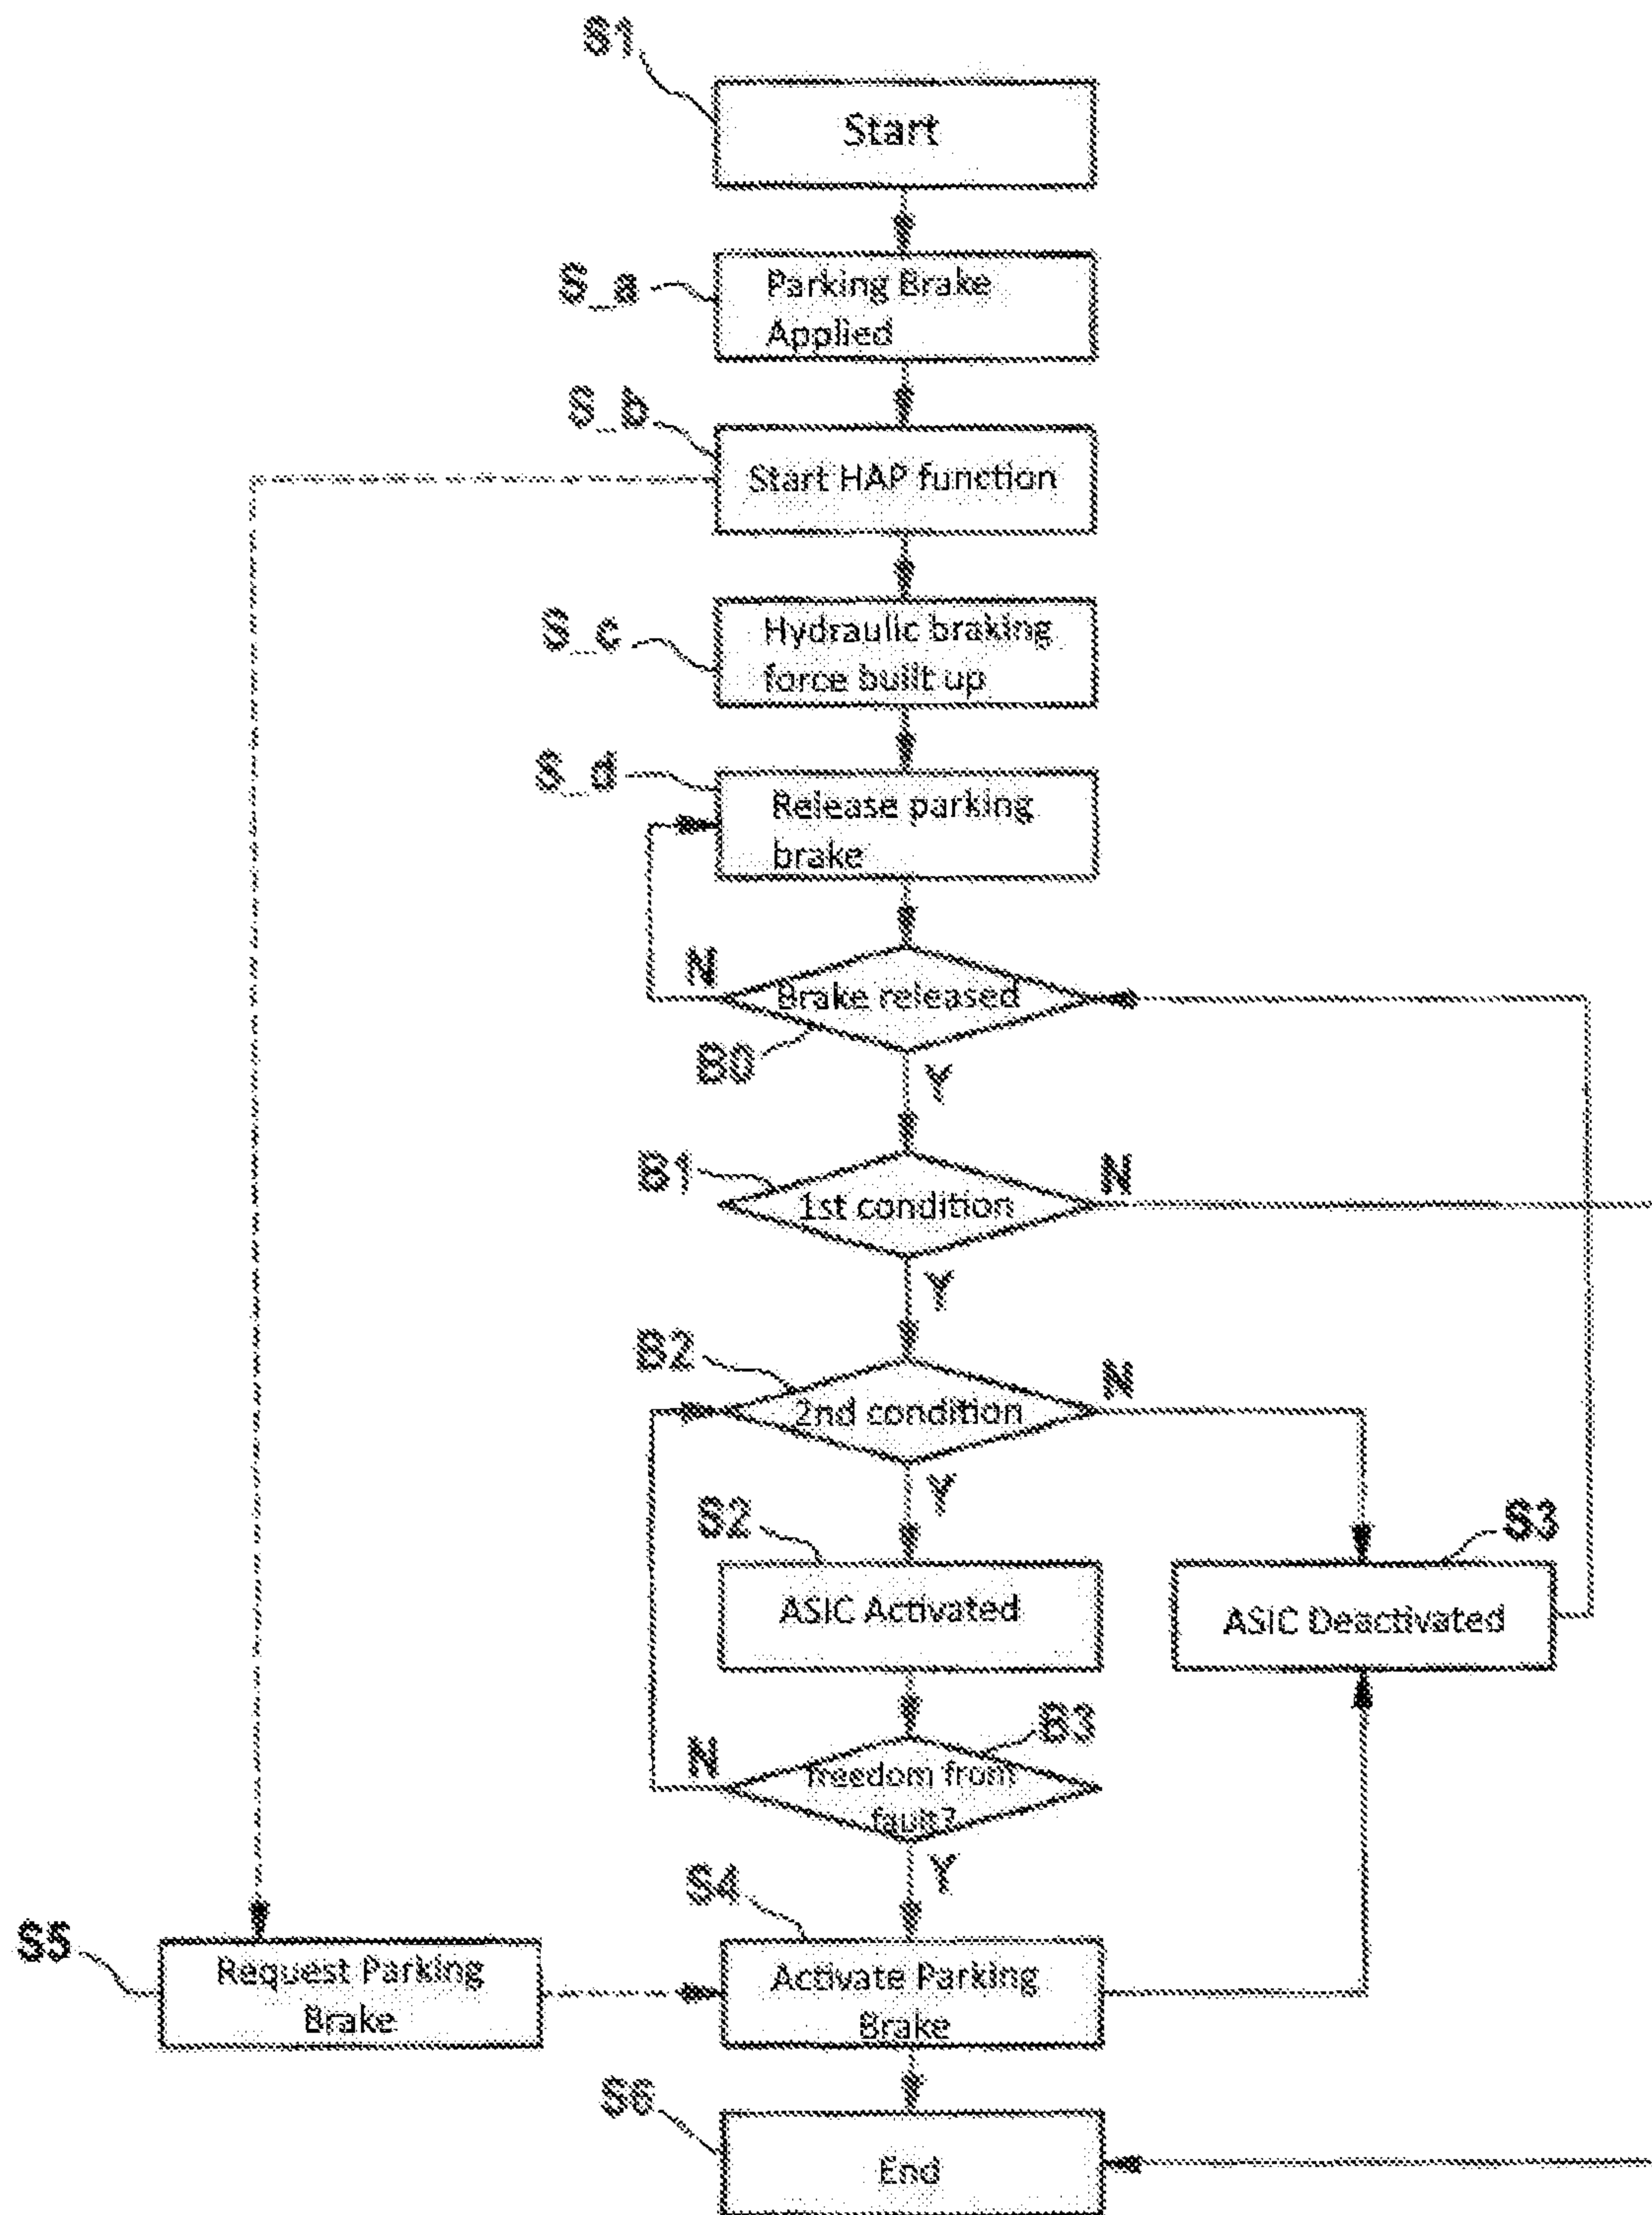 S1
Start
S_a
Parking Brake
Applied
S_b
Start HAP function
S_c
Hydraulic braking
force built up
S_d
Release parking
brake
N
Brake released
B0
Y
B1
1st condition
N
Y
B2
2nd condition
N
Y
S2
ASIC Activated
S3
ASIC Deactivated
B3
N
freedom from
fault?
Y
S4
S5
Request Parking
Brake
Activate Parking
Brake
S6
End